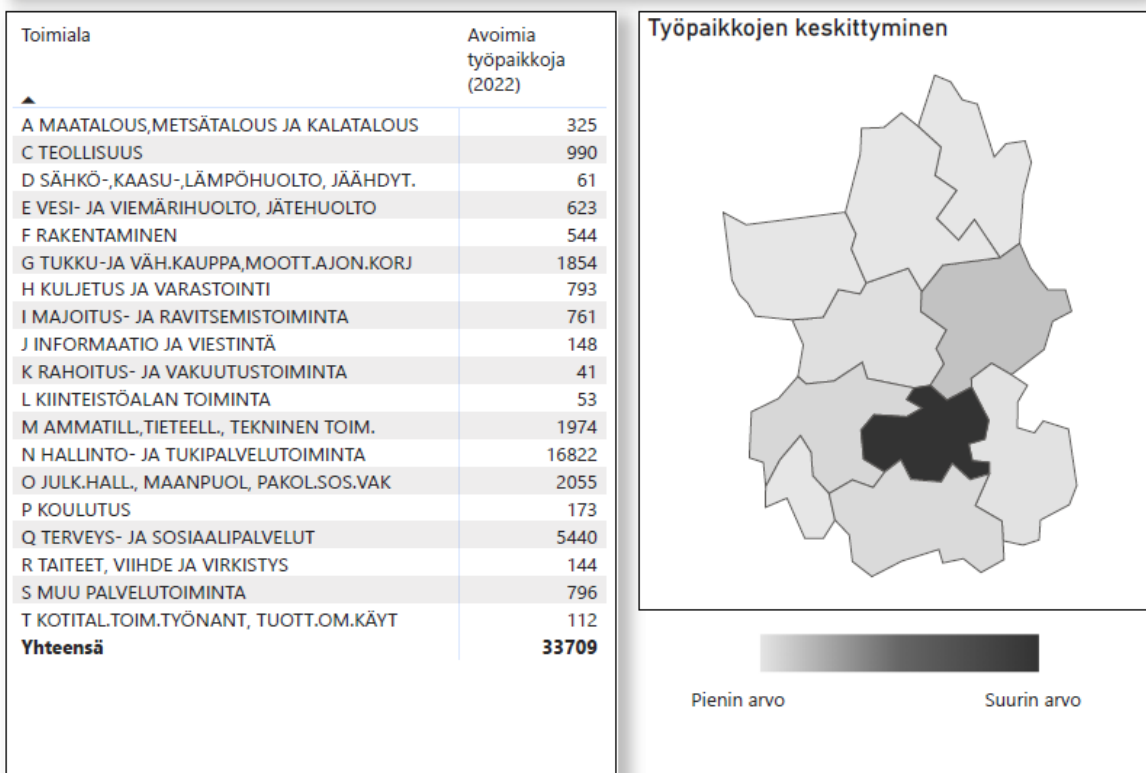 Toimiala
Avoimia
työpaikkoja
(2022)
A MAATALOUS,METSÄTALOUS JA KALATALOUS 325
C TEOLLISUUS 990
D SÄHKÖ-,KAASU-,LÄMPÖHUOLTO, JÄÄHDYT. 61
E VESI- JA VIEMÄRIHUOLTO, JÄTEHUOLTO 623
F RAKENTAMINEN 544
G TUKKU-JA VÄH.KAUPPA,MOOTT.AJON.KORJ 1854
H KULJETUS JA VARASTOINTI 793
I MAJOITUS- JA RAVITSEMISTOIMINTA 761
J INFORMAATIO JA VIESTINTÄ 148
K RAHOITUS- JA VAKUUTUSTOIMINTA 41
L KIINTEISTÖALAN TOIMINTA 53
M AMMATILL.,TIETEELL., TEKNINEN TOIM. 1974
N HALLINTO- JA TUKIPALVELUTOIMINTA 16822
O JULK.HALL., MAANPUOL, PAKOL.SOS.VAK 2055
P KOULUTUS 173
Q TERVEYS- JA SOSIAALIPALVELUT 5440
R TAITEET, VIIHDE JA VIRKISTYS 144
S MUU PALVELUTOIMINTA 796
T KOTITAL.TOIM.TYÖNANT, TUOTT.OM.KÄYT 112
Yhteensä 33709
Työpaikkojen keskittyminen
Pienin arvo Suurin arvo